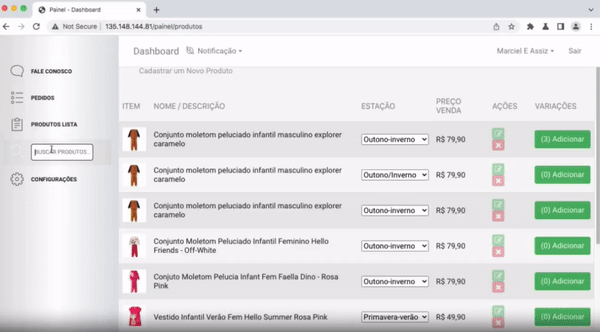 Painel - Dashboard
Not Secure | 135.148.144.81/painel/produtos
Dashboard Notificação Marciel E Assiz Sair
Cadastrar um Novo Produto
FALE CONOSCO
PEDIDOS
PRODUTOS LISTA
BUSCAR PRODUTOS
CONFIGURAÇÕES
ITEM NOME / DESCRIÇÃO ESTAÇÃO PREÇO VENDA AÇÕES VARIAÇÕES
Conjunto moletom peluciado infantil masculino explorer caramelo Outono-inverno R$ 79,90 (3) Adicionar
Conjunto moletom peluciado infantil masculino explorer caramelo Outono/Inverno R$ 79,90 (0) Adicionar
Conjunto moletom peluciado infantil masculino explorer caramelo Outono-inverno R$ 79,90 (0) Adicionar
Conjunto Moletom Peluciado Infantil Feminino Hello Friends - Off-White Outono-inverno R$ 79,90 (0) Adicionar
Conjuto Moletom Pelucia Infant Fem Faella Dino - Rosa Pink Outono-inverno R$ 79,90 (0) Adicionar
Vestido Infantil Verão Fem Hello Summer Rosa Pink Primavera-verão R$ 49,90 (0) Adicionar